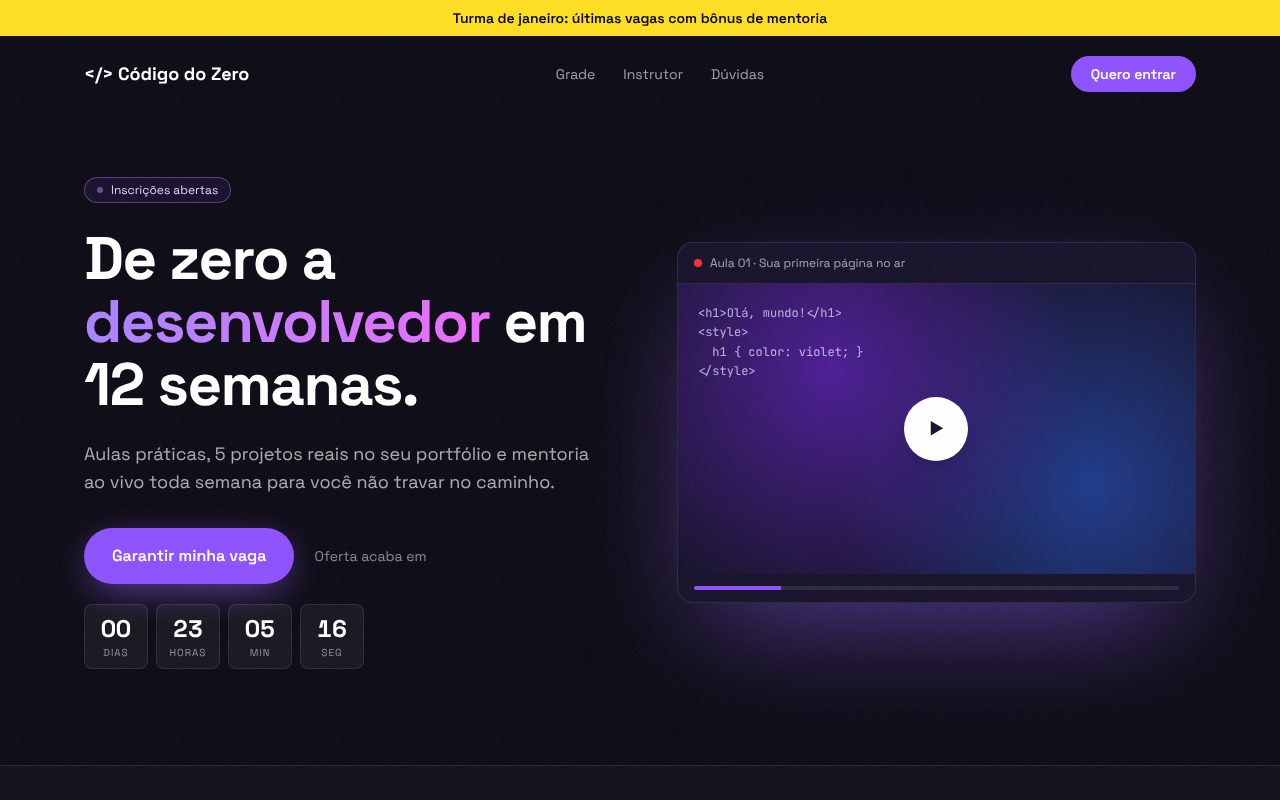 Turma de janeiro: últimas vagas com bônus de mentoria
</> Código do Zero
Grade
Instrutor
Dúvidas
Quero entrar
Inscrições abertas
De zero a
desenvolvedor em
12 semanas.
Aulas práticas, 5 projetos reais no seu portfólio e mentoria
ao vivo toda semana para você não travar no caminho.
Garantir minha vaga
Oferta acaba em
00
DIAS
23
HORAS
05
MIN
16
SEG
Aula 01 · Sua primeira página no ar
<h1>Olá, mundo!</h1>
<style>
  h1 { color: violet; }
</style>